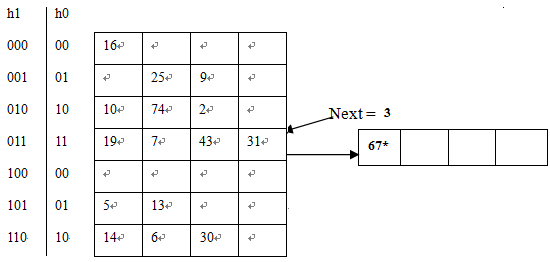 h1 h0
000 00 16↵ ↵ ↵ ↵
001 01 ↵ 25↵ 9↵ ↵
010 10 10↵ 74↵ 2↵ ↵
Next = 3
011 11 19↵ 7↵ 43↵ 31↵ 67*
100 00 ↵ ↵ ↵ ↵
101 01 5↵ 13↵ ↵ ↵
110 10 14↵ 6↵ 30↵ ↵